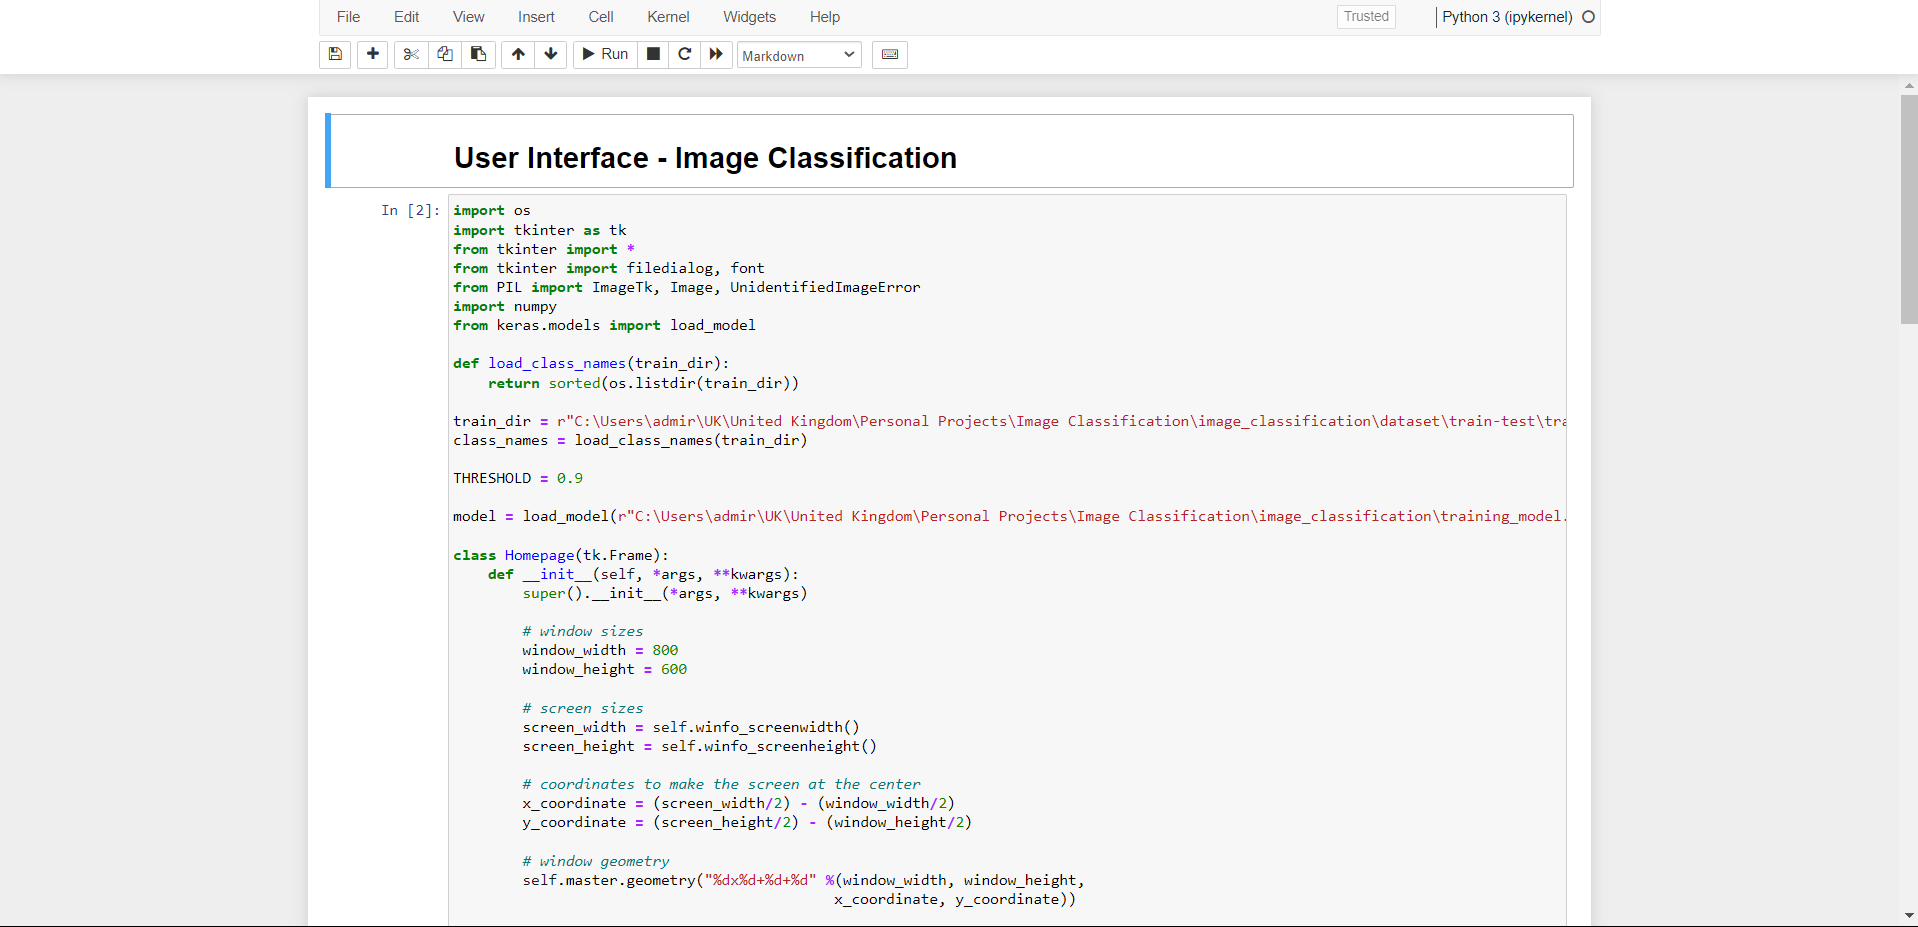 File Edit View Insert Cell Kernel Widgets Help Trusted Python 3 (ipykernel)
Run Markdown
User Interface - Image Classification
In [2]:
import os
import tkinter as tk
from tkinter import *
from tkinter import filedialog, font
from PIL import ImageTk, Image, UnidentifiedImageError
import numpy
from keras.models import load_model
def load_class_names(train_dir):
    return sorted(os.listdir(train_dir))
train_dir = r"C:\Users\admir\UK\United Kingdom\Personal Projects\Image Classification\image_classification\dataset\train-test\tra
class_names = load_class_names(train_dir)
THRESHOLD = 0.9
model = load_model(r"C:\Users\admir\UK\United Kingdom\Personal Projects\Image Classification\image_classification\training_model.
class Homepage(tk.Frame):
    def __init__(self, *args, **kwargs):
        super().__init__(*args, **kwargs)
        # window sizes
        window_width = 800
        window_height = 600
        # screen sizes
        screen_width = self.winfo_screenwidth()
        screen_height = self.winfo_screenheight()
        # coordinates to make the screen at the center
        x_coordinate = (screen_width/2) - (window_width/2)
        y_coordinate = (screen_height/2) - (window_height/2)
        # window geometry
        self.master.geometry("%dx%d+%d+%d" %(window_width, window_height,
                                            x_coordinate, y_coordinate))